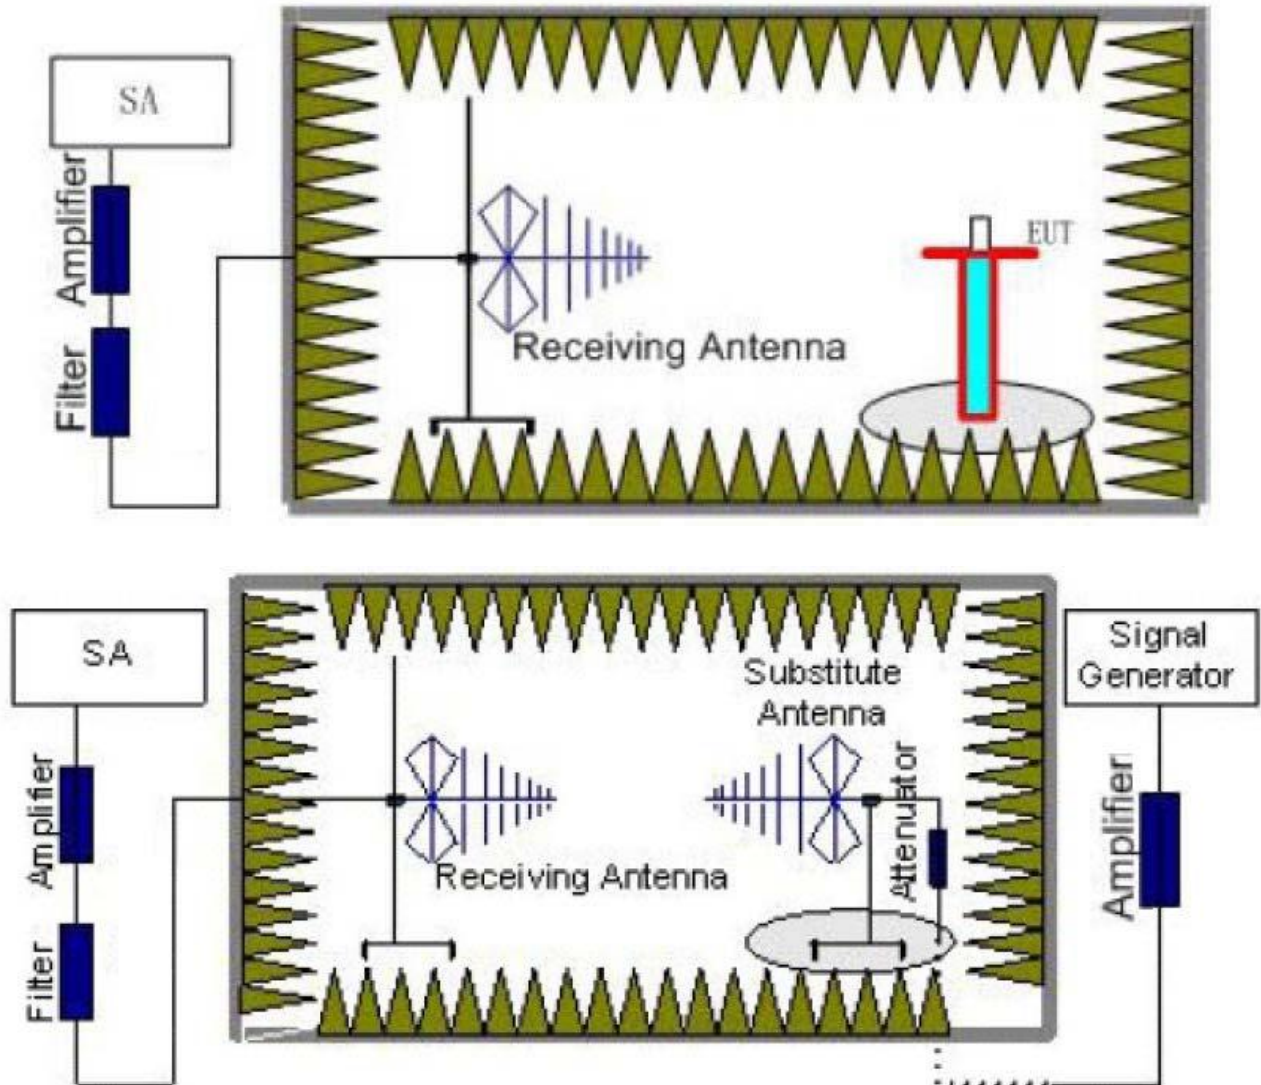 SA
Amplifier
Filter
EUT
Receiving Antenna
SA
Amplifier
Filter
Substitute
Antenna
Attenuator
Receiving Antenna
Signal
Generator
Amplifier